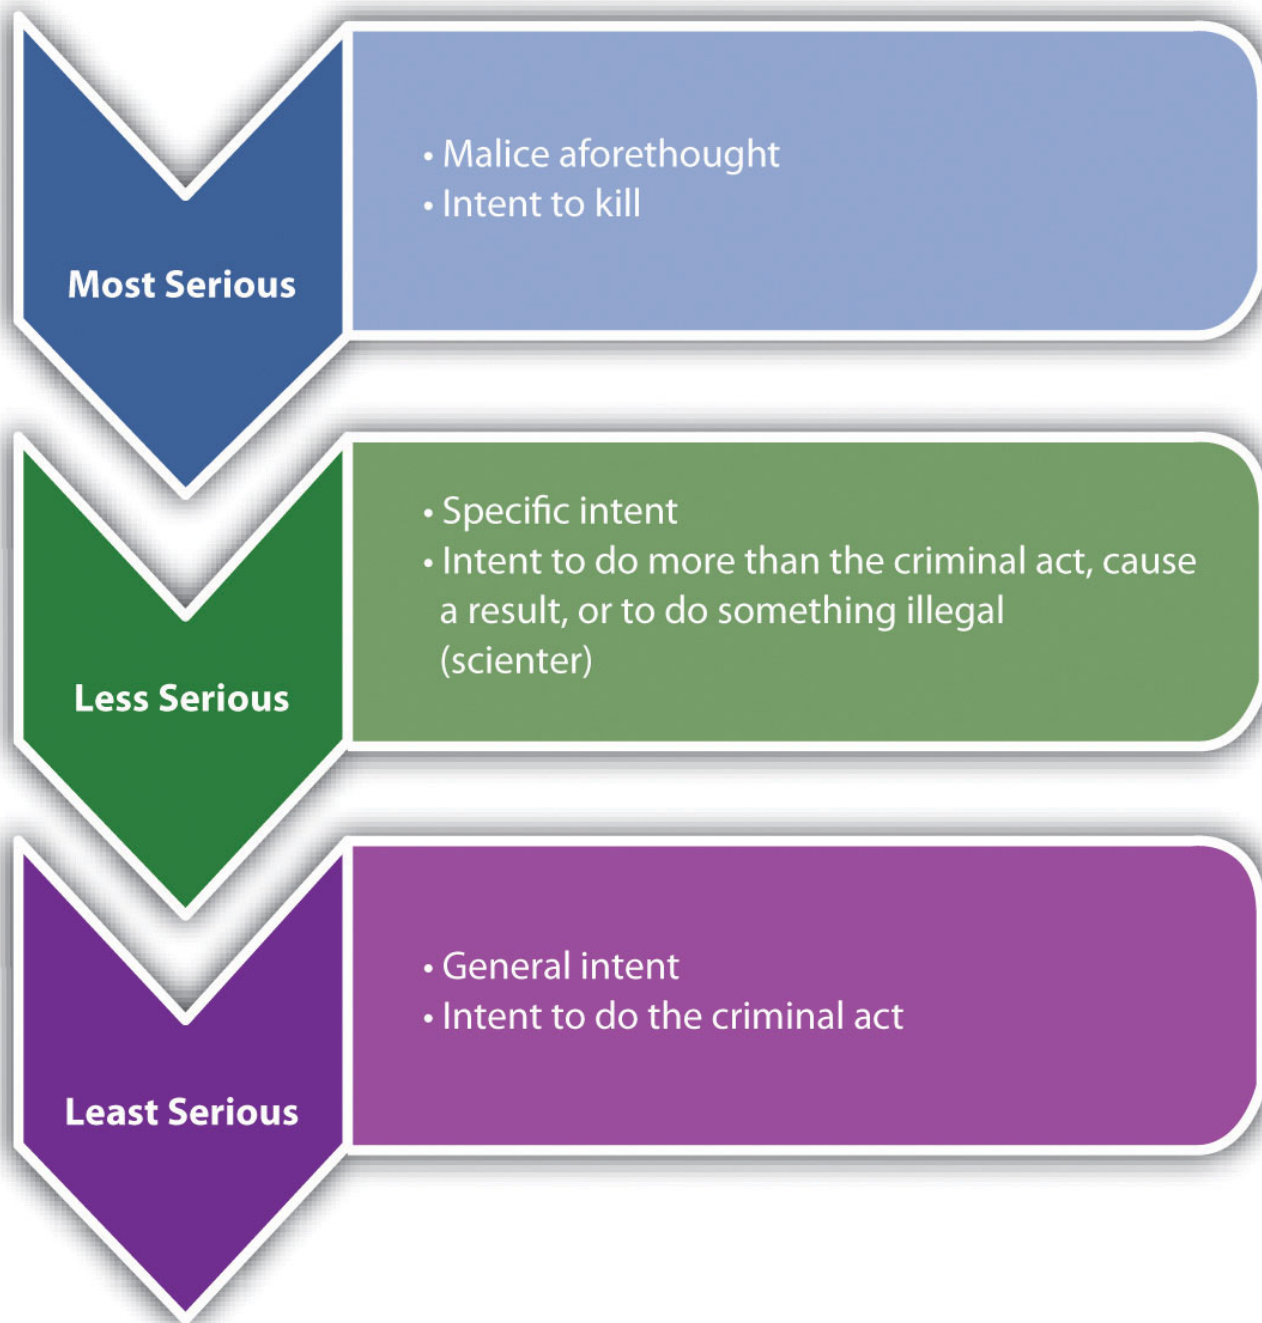 Most Serious
• Malice aforethought
• Intent to kill
Less Serious
• Specific intent
• Intent to do more than the criminal act, cause
a result, or to do something illegal
(scienter)
Least Serious
• General intent
• Intent to do the criminal act